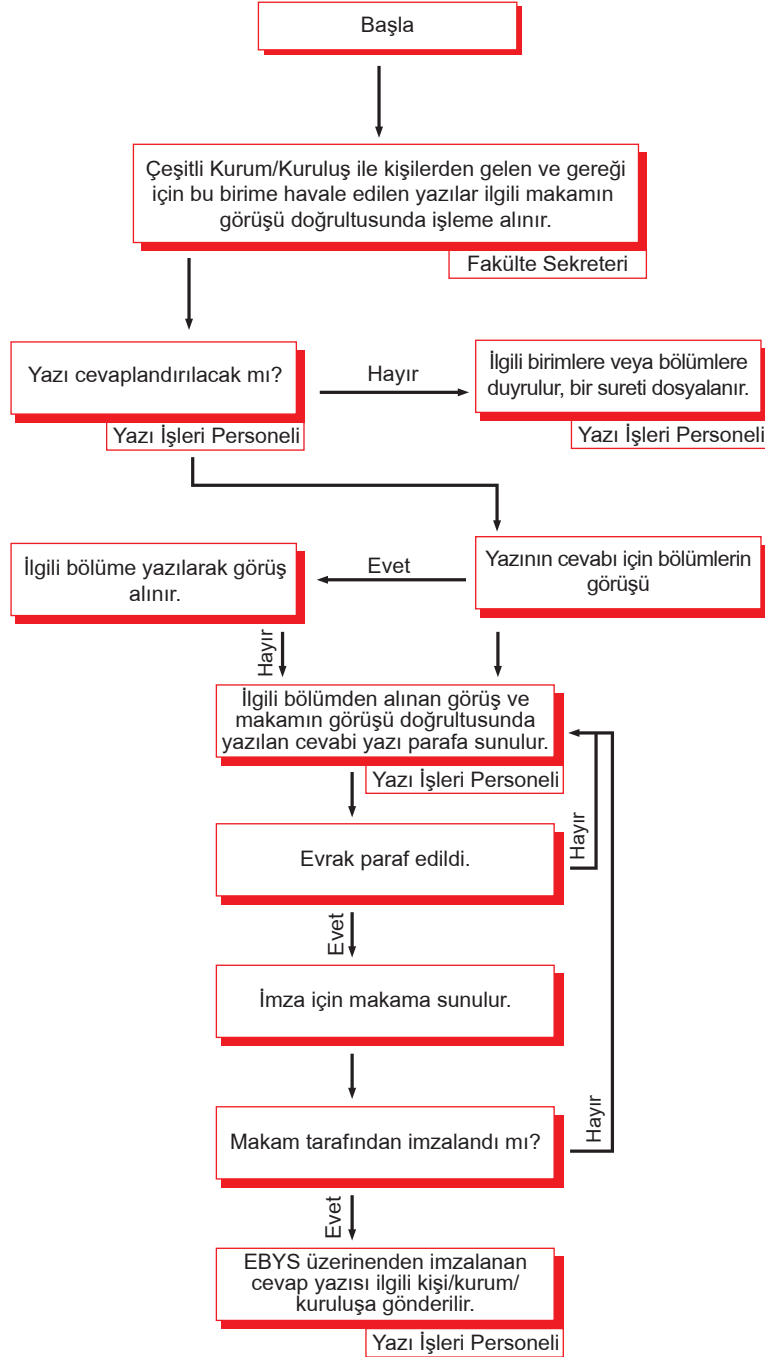 Başla
Çeşitli Kurum/Kuruluş ile kişilerden gelen ve gereği
için bu birime havale edilen yazılar ilgili makamın
görüşü doğrultusunda işleme alınır.
Fakülte Sekreteri
Yazı cevaplandırılacak mı?
Yazı İşleri Personeli
Hayır
İlgili birimlere veya bölümlere
duyrulur, bir sureti dosyalanır.
Yazı İşleri Personeli
Yazının cevabı için bölümlerin
görüşü
Evet
İlgili bölüme yazılarak görüş
alınır.
Hayır
İlgili bölümden alınan görüş ve
makamın görüşü doğrultusunda
yazılan cevabi yazı parafa sunulur.
Yazı İşleri Personeli
Evrak paraf edildi.
Hayır
Evet
İmza için makama sunulur.
Makam tarafından imzalandı mı?
Hayır
Evet
EBYS üzerinenden imzalanan
cevap yazısı ilgili kişi/kurum/
kuruluşa gönderilir.
Yazı İşleri Personeli